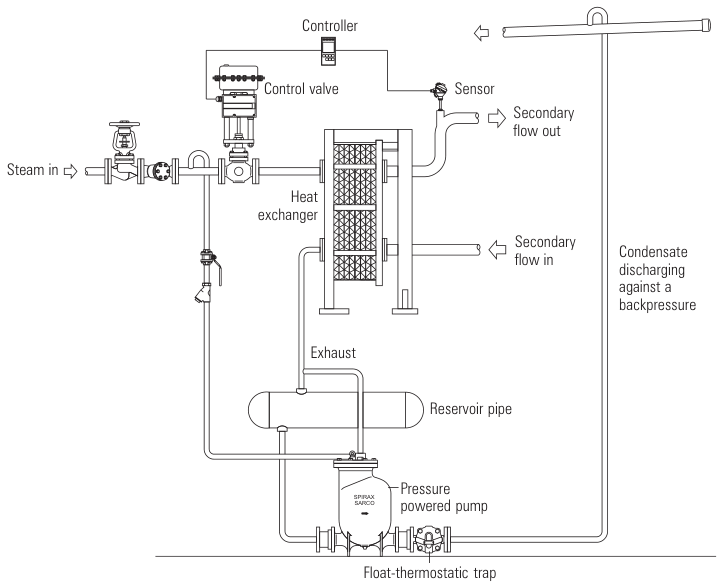 Controller
Control valve
Sensor
Secondary
flow out
Steam in
Heat
exchanger
Secondary
flow in
Condensate
discharging
against a
backpressure
Exhaust
Reservoir pipe
Pressure
powered pump
SPIRAX
SARCO
Float-thermostatic trap